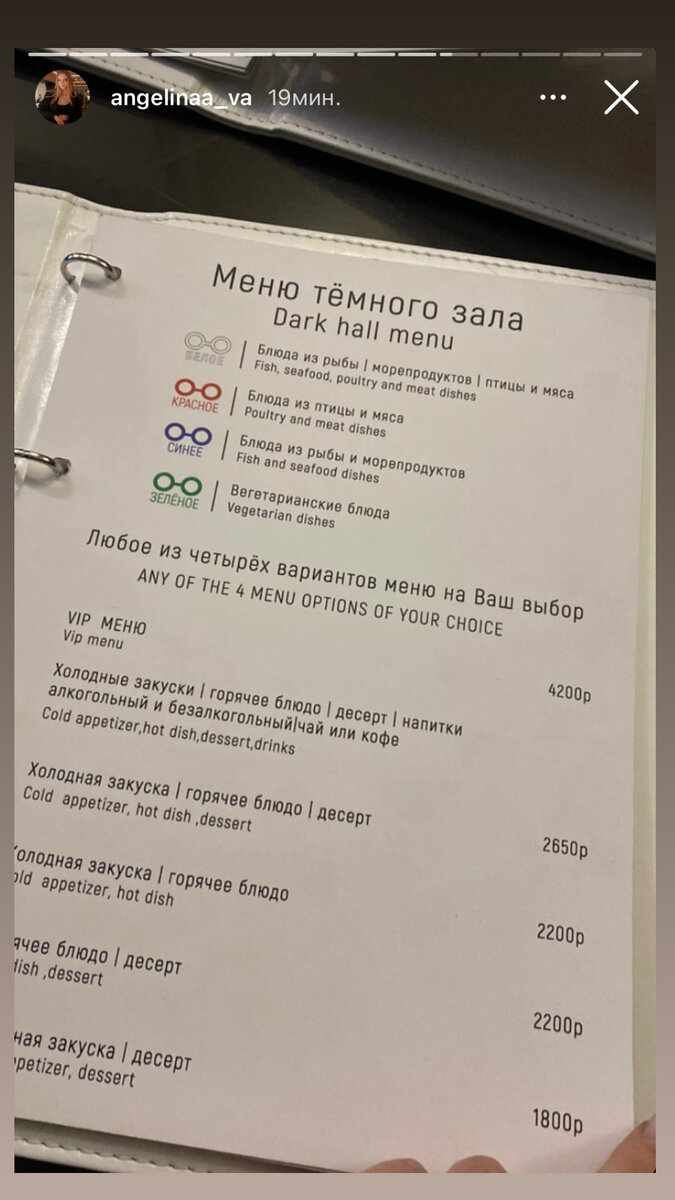 angelinaa_va 19мин.
Меню тёмного зала
Dark hall menu
БЕЛОЕ
Блюда из рыбы | морепродуктов | птицы и мяса
Fish, seafood, poultry and meat dishes
КРАСНОЕ
Блюда из птицы и мяса
Poultry and meat dishes
СИНЕЕ
Блюда из рыбы и морепродуктов
Fish and seafood dishes
ЗЕЛЁНОЕ
Вегетарианские блюда
Vegetarian dishes
Любое из четырёх вариантов меню на Ваш выбор
ANY OF THE 4 MENU OPTIONS OF YOUR CHOICE
VIP МЕНЮ
Vip menu
4200р
Холодные закуски | горячее блюдо | десерт | напитки
алкогольный и безалкогольный|чай или кофе
Cold appetizer,hot dish,dessert,drinks
Холодная закуска | горячее блюдо | десерт
Cold appetizer, hot dish ,dessert
2650р
Холодная закуска | горячее блюдо
old appetizer, hot dish
2200р
ячее блюдо | десерт
dish ,dessert
2200р
ная закуска | десерт
petizer, dessert
1800р